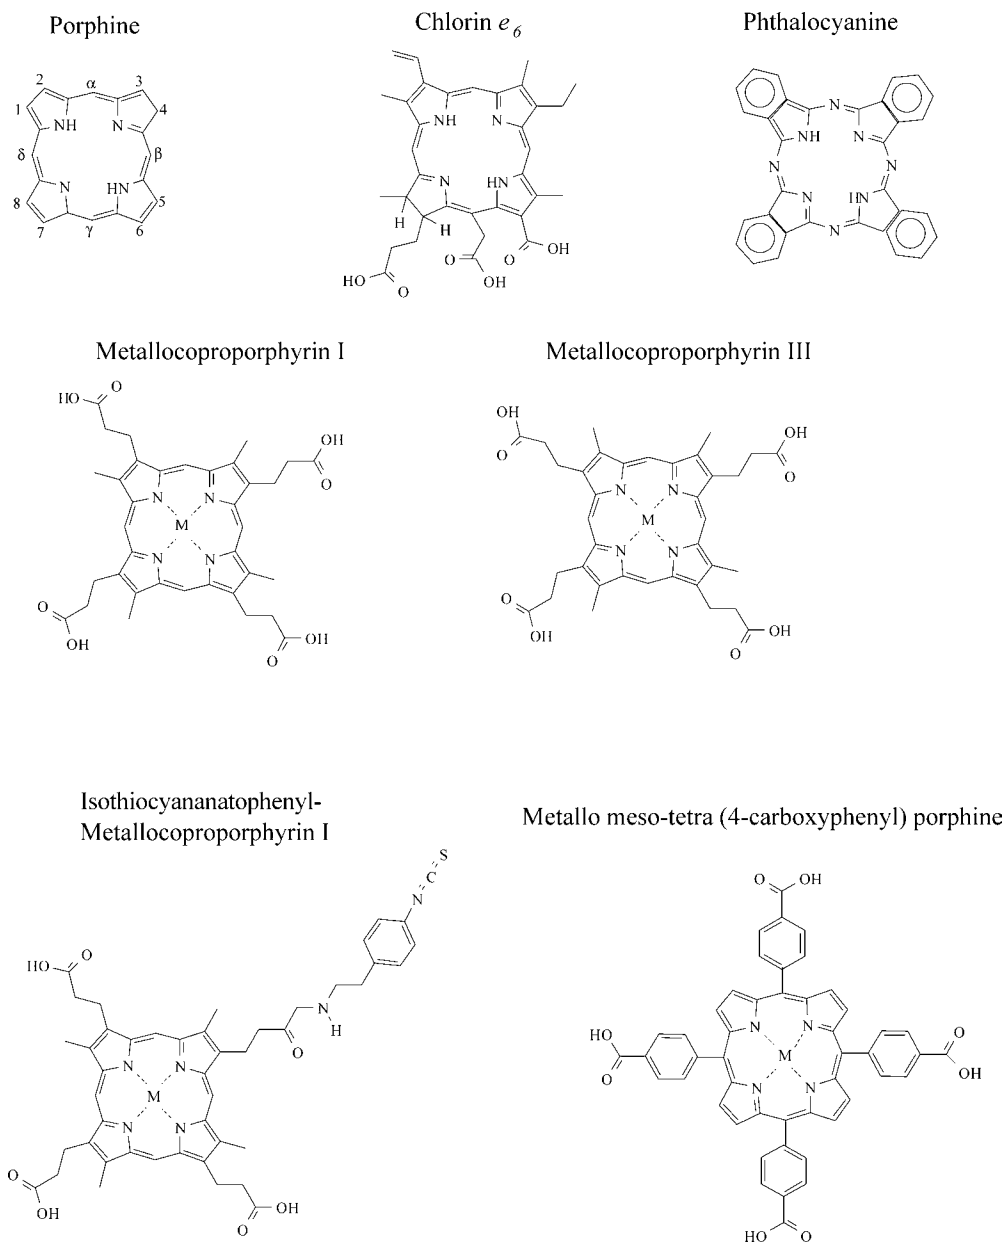 Porphine
Chlorin e6
Phthalocyanine
2
α
3
1
4
NH
N
δ
β
N
HN
8
5
7
γ
6
NH
N
N
HN
H
H
OH
O
O
OH
HO
O
N
N
NH
N
N
N
N
HN
N
Metallocoproporphyrin I
Metallocoproporphyrin III
HO
O
OH
O
N
N
M
N
N
O
OH
O
OH
OH
O
OH
O
N
N
M
N
N
O
OH
OH
O
Isothiocyananatophenyl-
Metallocoproporphyrin I
Metallo meso-tetra (4-carboxyphenyl) porphine
S
C
N
O
HO
N
H
O
N
N
M
N
N
O
OH
OH
O
O
OH
N
N
HO
O
M
O
OH
N
N
HO
O